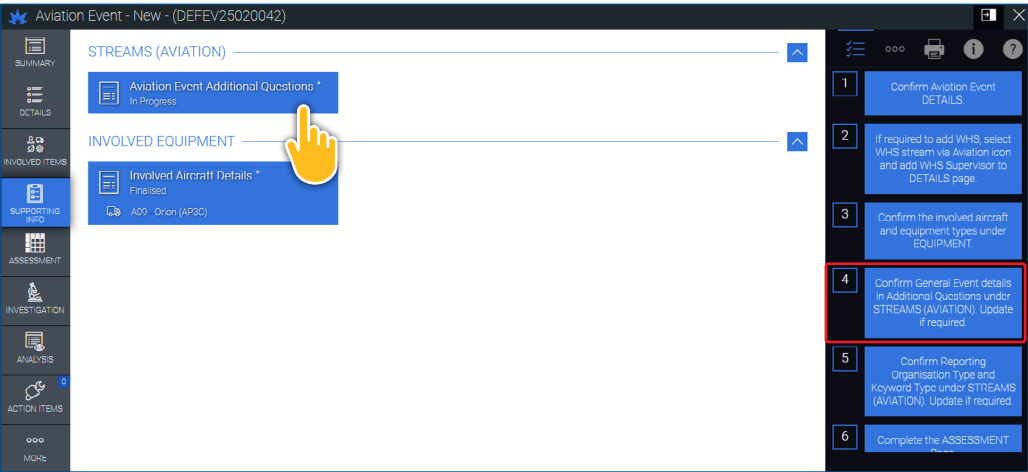 Aviation Event - New - (DEFEV25020042)
SUMMARY
DETAILS
INVOLVED ITEMS
SUPPORTING
INFO
ASSESSMENT
INVESTIGATION
ANALYSIS
0
ACTION ITEMS
MORE
STREAMS (AVIATION)
Aviation Event Additional Questions *
In Progress
INVOLVED EQUIPMENT
Involved Aircraft Details *
Finalised
A09 - Orion (AP3C)
1
Confirm Aviation Event
DETAILS.
2
If required to add WHS, select
WHS stream via Aviation icon
and add WHS Supervisor to
DETAILS page.
3
Confirm the involved aircraft
and equipment types under
EQUIPMENT.
4
Confirm General Event details
in Additional Questions under
STREAMS (AVIATION). Update
if required.
5
Confirm Reporting
Organisation Type and
Keyword Type under STREAMS
(AVIATION). Update if required.
6
Complete the ASSESSMENT